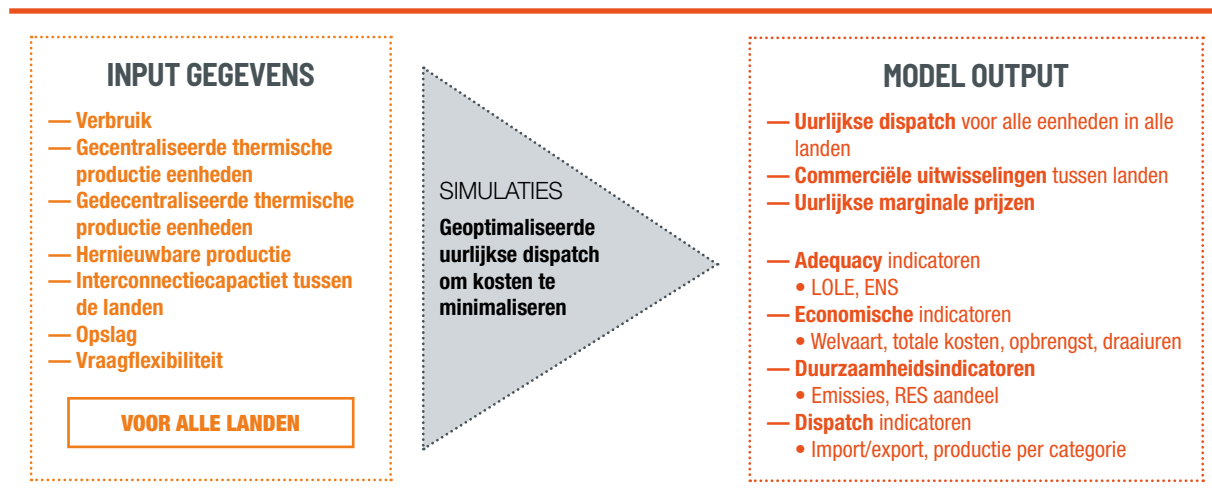 INPUT GEGEVENS
— Verbruik
— Gecentraliseerde thermische
productie eenheden
— Gedecentraliseerde thermische
productie eenheden
— Hernieuwbare productie
— Interconnectiecapactiet tussen
de landen
— Opslag
— Vraagflexibiliteit
VOOR ALLE LANDEN
SIMULATIES
Geoptimaliseerde
uurlijkse dispatch
om kosten te
minimaliseren
MODEL OUTPUT
— Uurlijkse dispatch voor alle eenheden in alle
landen
— Commerciële uitwisselingen tussen landen
— Uurlijkse marginale prijzen
— Adequacy indicatoren
• LOLE, ENS
— Economische indicatoren
• Welvaart, totale kosten, opbrengst, draaiuren
— Duurzaamheidsindicatoren
• Emissies, RES aandeel
— Dispatch indicatoren
• Import/export, productie per categorie